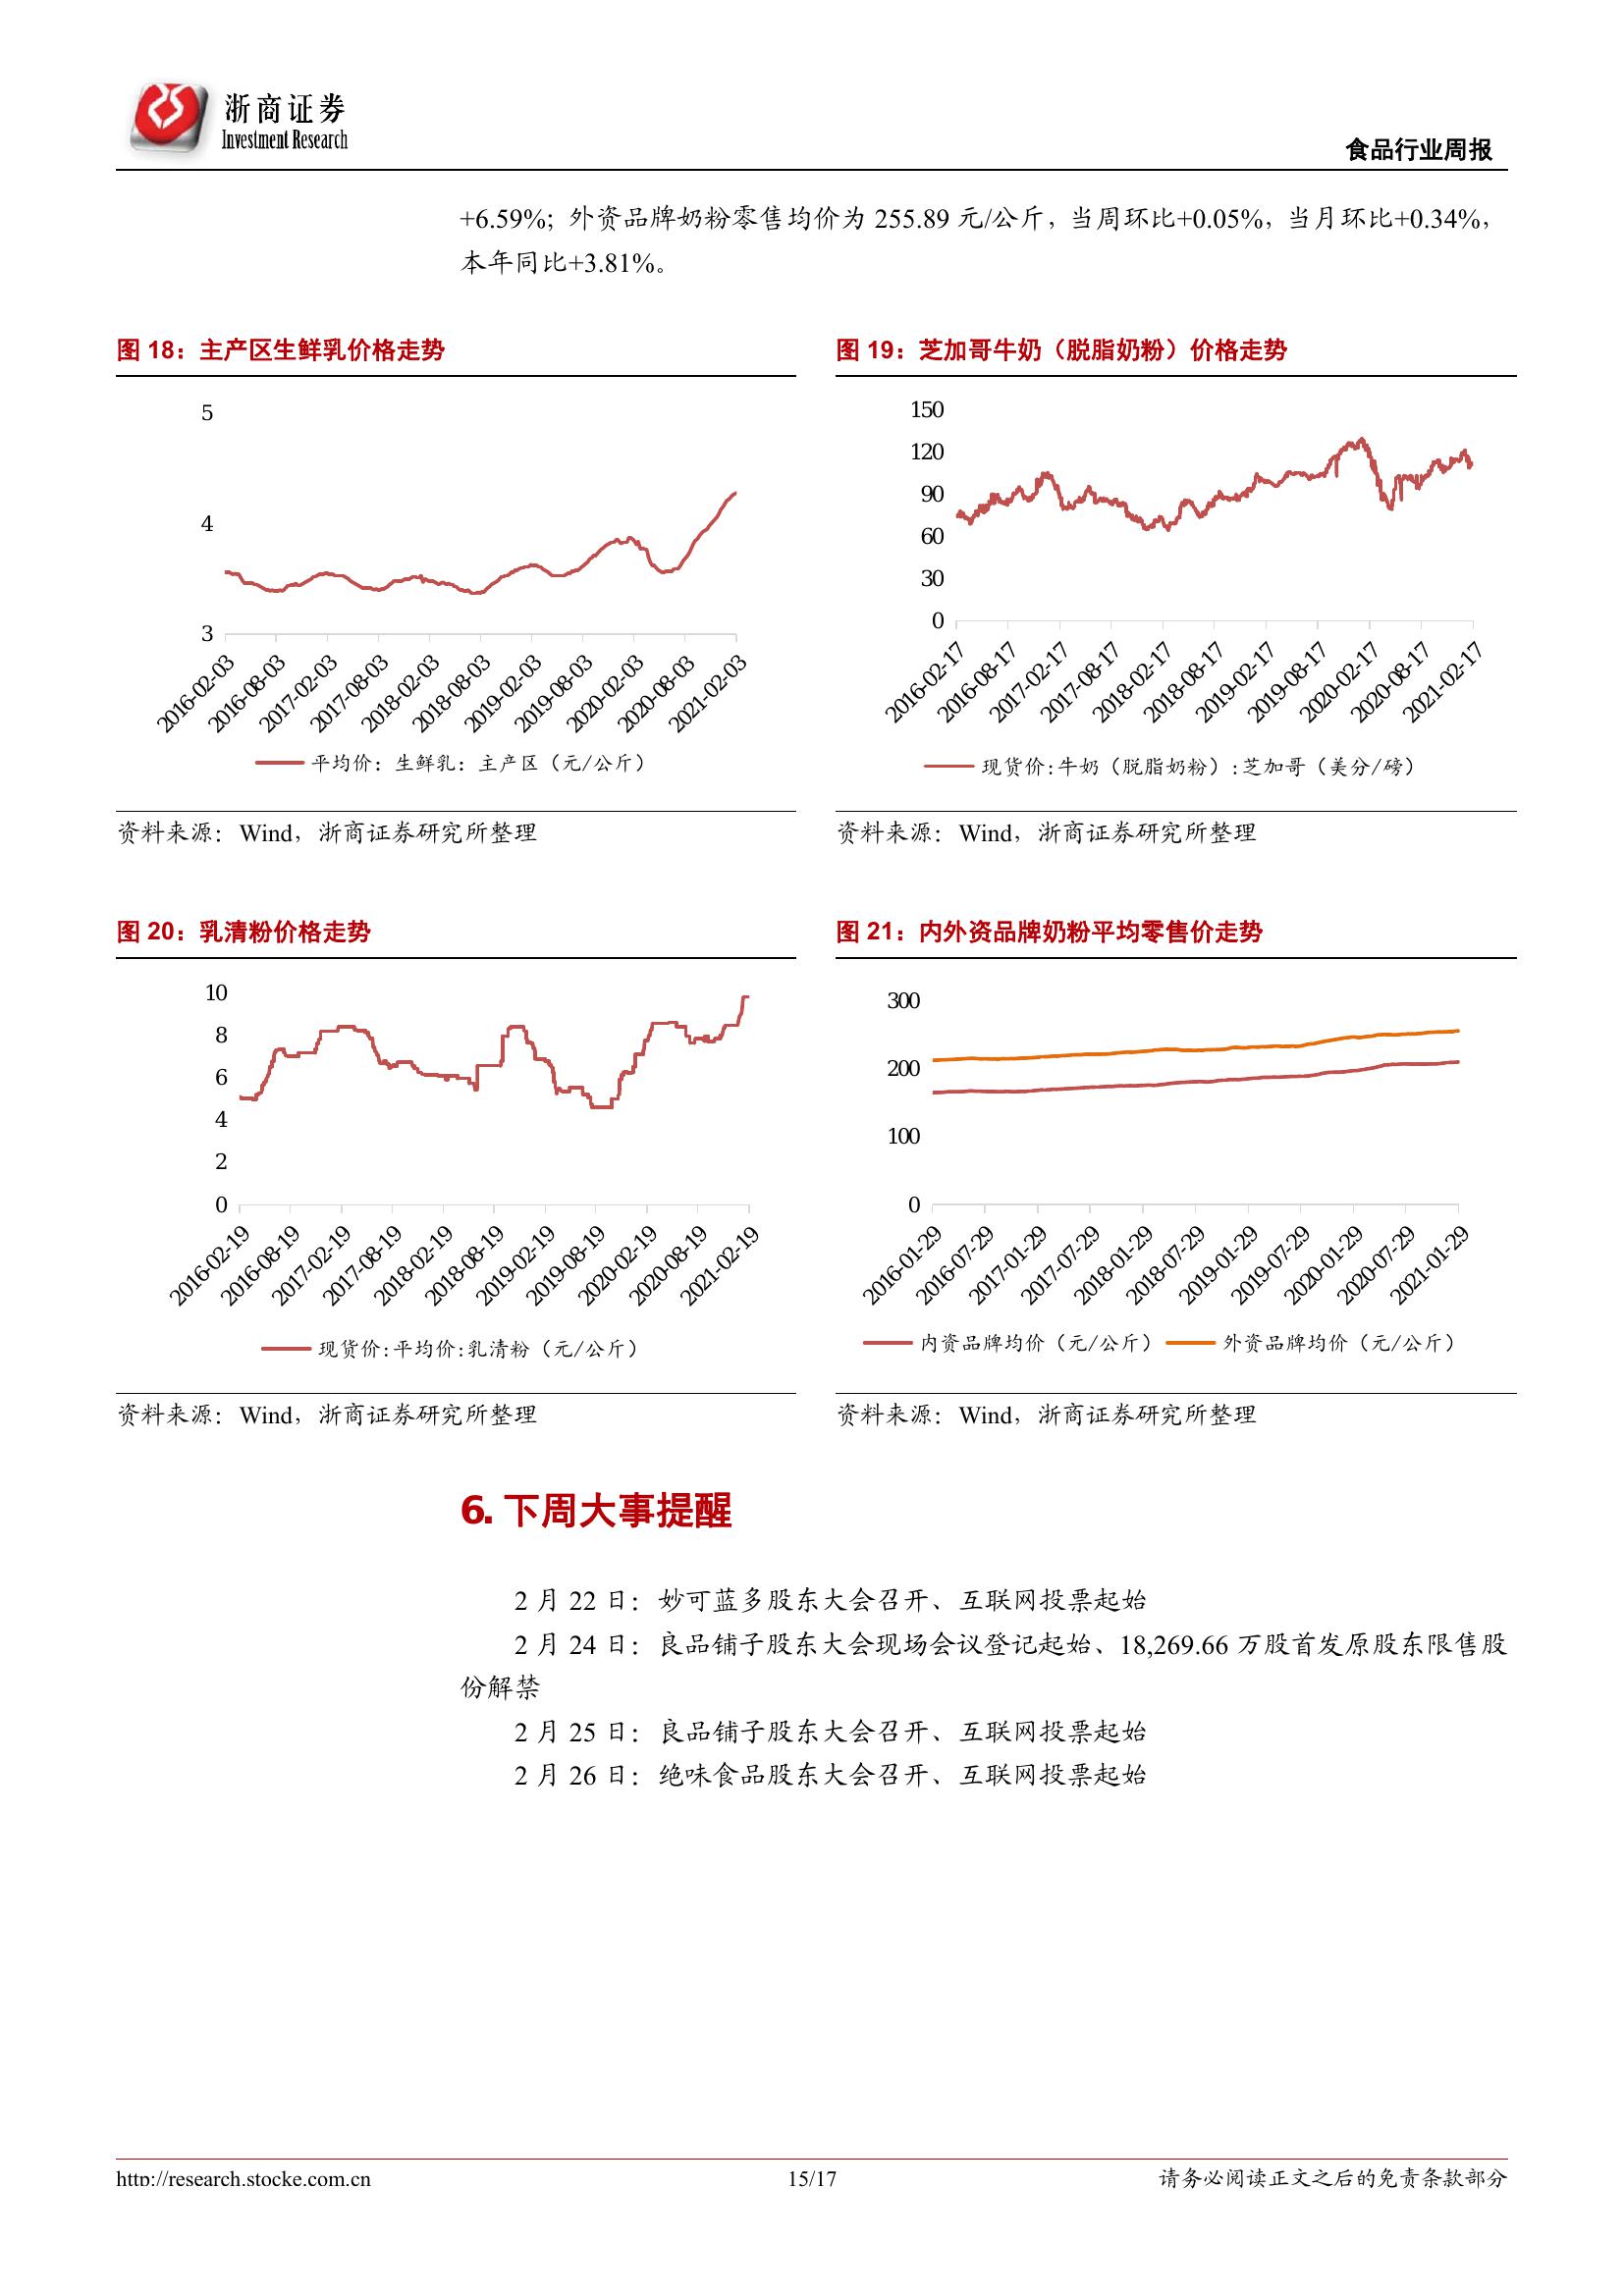 浙商证券
Investment Research
食品行业周报
+6.59%；外资品牌奶粉零售均价为 255.89 元/公斤，当周环比+0.05%，当月环比+0.34%，
本年同比+3.81%。
图 18：主产区生鲜乳价格走势
5
4
3
2016-02-03
2016-08-03
2017-02-03
2017-08-03
2018-02-03
2018-08-03
2019-02-03
2019-08-03
2020-02-03
2020-08-03
2021-02-03
平均价：生鲜乳：主产区（元/公斤）
资料来源：Wind，浙商证券研究所整理
图 19：芝加哥牛奶（脱脂奶粉）价格走势
150
120
90
60
30
0
2016-02-17
2016-08-17
2017-02-17
2017-08-17
2018-02-17
2018-08-17
2019-02-17
2019-08-17
2020-02-17
2020-08-17
2021-02-17
现货价:牛奶（脱脂奶粉）:芝加哥（美分/磅）
资料来源：Wind，浙商证券研究所整理
图 20：乳清粉价格走势
10
8
6
4
2
0
2016-02-19
2016-08-19
2017-02-19
2017-08-19
2018-02-19
2018-08-19
2019-02-19
2019-08-19
2020-02-19
2020-08-19
2021-02-19
现货价:平均价:乳清粉（元/公斤）
资料来源：Wind，浙商证券研究所整理
图 21：内外资品牌奶粉平均零售价走势
300
200
100
0
2016-01-29
2016-07-29
2017-01-29
2017-07-29
2018-01-29
2018-07-29
2019-01-29
2019-07-29
2020-01-29
2020-07-29
2021-01-29
内资品牌均价（元/公斤） 外资品牌均价（元/公斤）
资料来源：Wind，浙商证券研究所整理
6. 下周大事提醒
2 月 22 日：妙可蓝多股东大会召开、互联网投票起始
2 月 24 日：良品铺子股东大会现场会议登记起始、18,269.66 万股首发原股东限售股
份解禁
2 月 25 日：良品铺子股东大会召开、互联网投票起始
2 月 26 日：绝味食品股东大会召开、互联网投票起始
http://research.stocke.com.cn
15/17
请务必阅读正文之后的免责条款部分